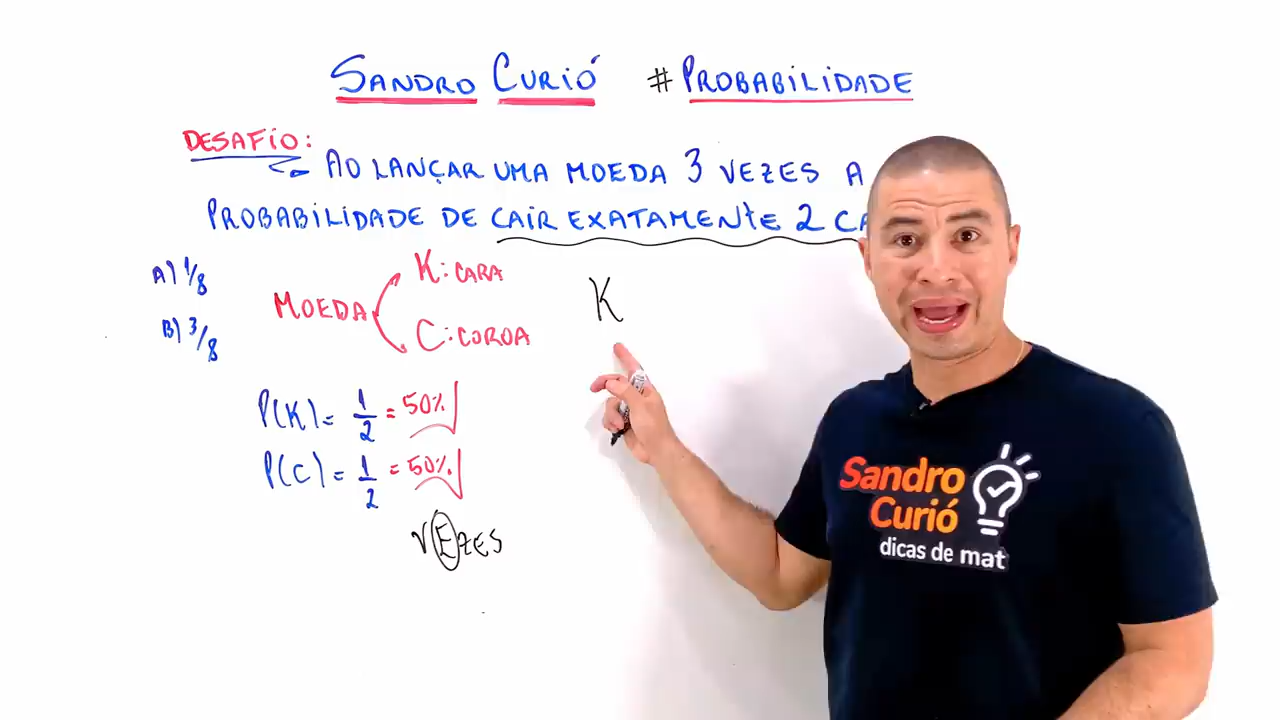 SANDRO CURIÓ #PROBABILIDADE
DESAFIO:
AO LANÇAR UMA MOEDA 3 VEZES A
PROBABILIDADE DE CAIR EXATAMENTE 2 CA
A) 1/8
B) 3/8
MOEDA
K: CARA
C: COROA
K
P(K) = 1/2 = 50%
P(C) = 1/2 = 50%
VEZES
Sandro
Curió
dicas de mat